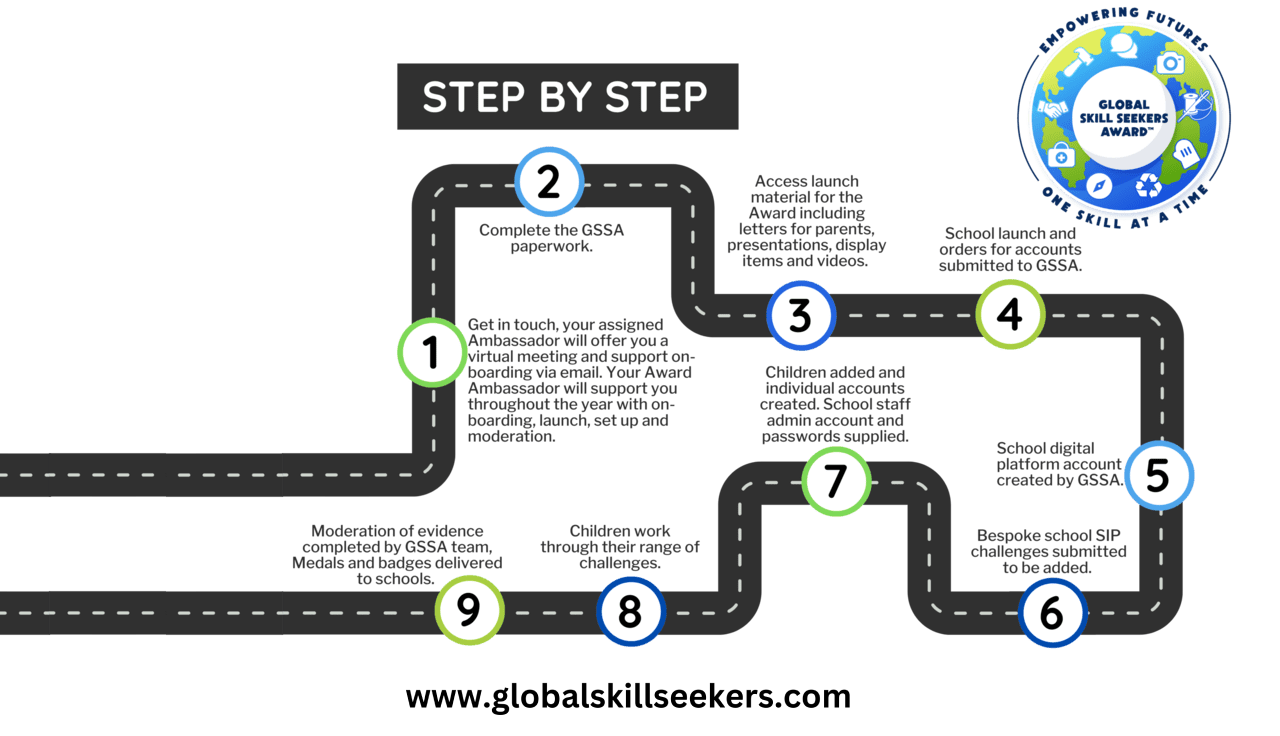 EMPOWERING FUTURES
GLOBAL
SKILL SEEKERS
AWARD™
ONE SKILL AT A TIME
STEP BY STEP
1
Get in touch, your assigned
Ambassador will offer you a
virtual meeting and support on-
boarding via email. Your Award
Ambassador will support you
throughout the year with on-
boarding, launch, set up and
moderation.
2
Complete the GSSA
paperwork.
Access launch
material for the
Award including
letters for parents,
presentations, display
items and videos.
3
School launch and
orders for accounts
submitted to GSSA.
4
School digital
platform account
created by GSSA.
5
Bespoke school SIP
challenges submitted
to be added.
6
Children added and
individual accounts
created. School staff
admin account and
passwords supplied.
7
Children work
through their range of
challenges.
8
Moderation of evidence
completed by GSSA team,
Medals and badges delivered
to schools.
9
www.globalskillseekers.com